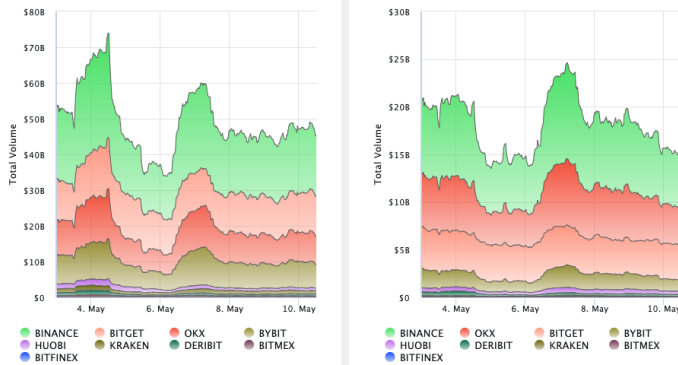 $80B
$70B
$60B
$50B
$40B
$30B
$20B
$10B
$0
Total Volume
4. May 6. May 8. May 10. May
BINANCE BITGET OKX BYBIT
HUOBI KRAKEN DERIBIT BITMEX
BITFINEX
$30B
$25B
$20B
$15B
$10B
$5B
$0
Total Volume
4. May 6. May 8. May 10. May
BINANCE OKX BITGET BYBIT
HUOBI DERIBIT KRAKEN BITMEX
BITFINEX